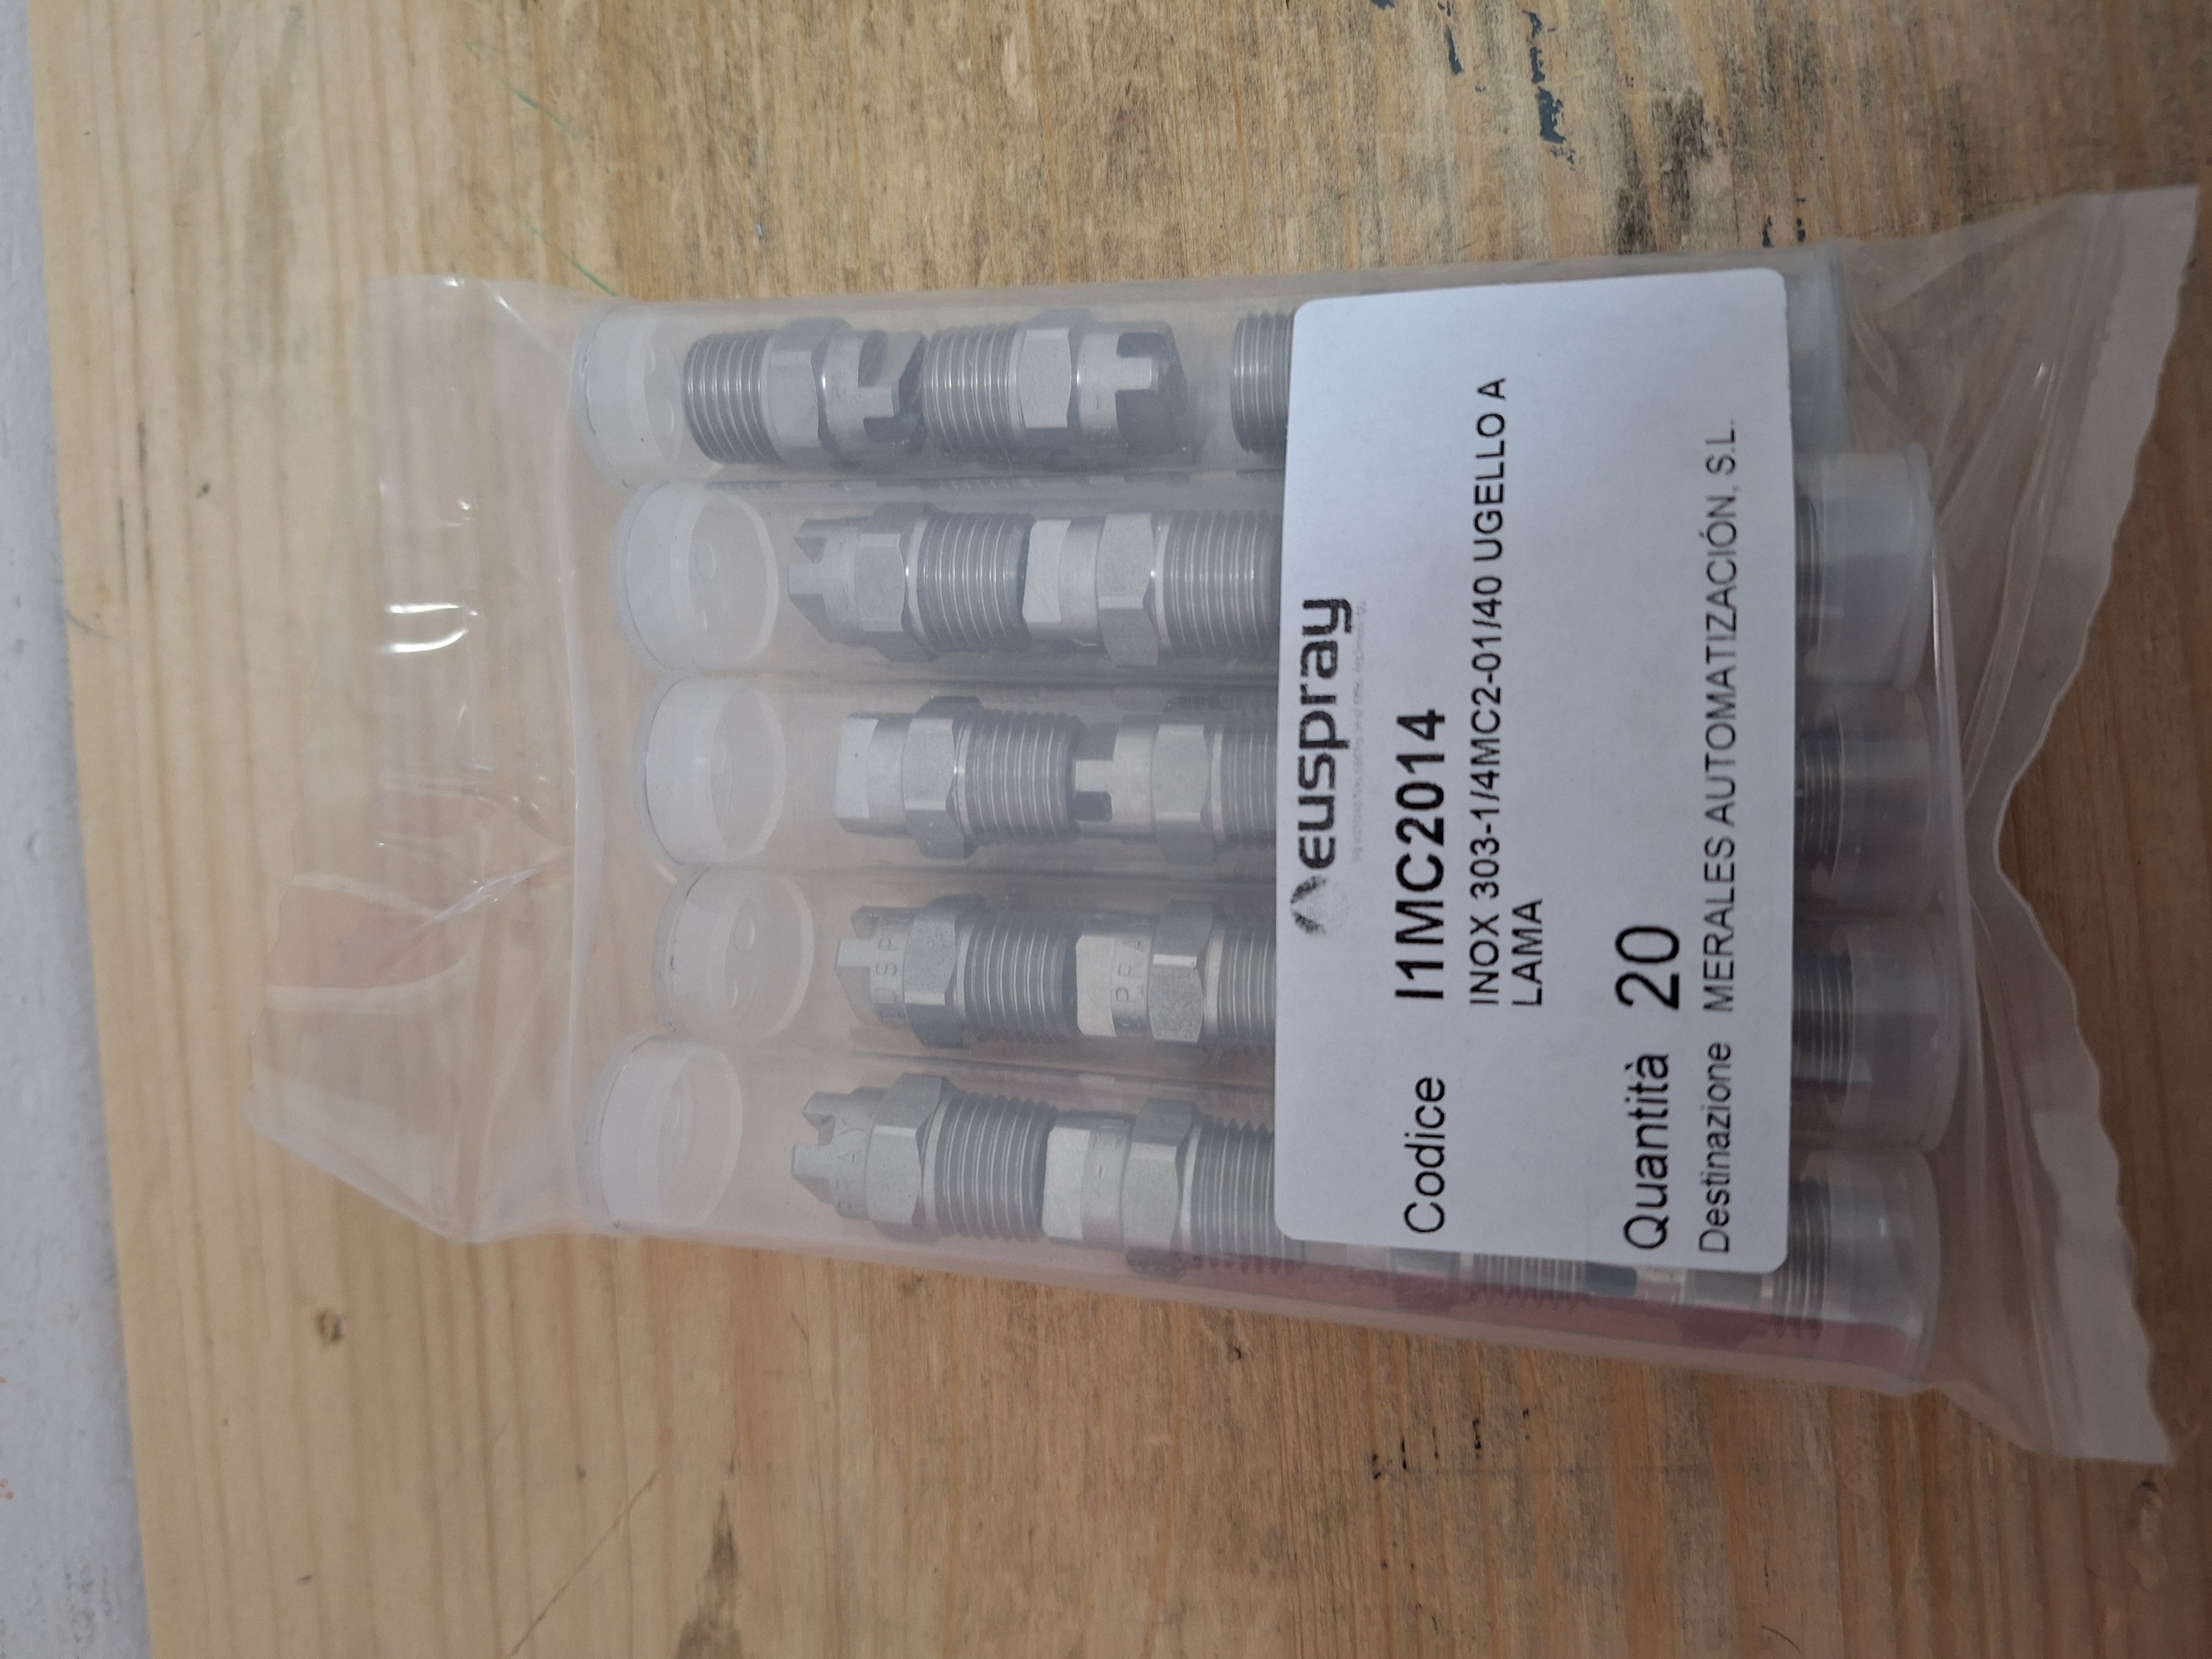 euspray
Codice I1MC2014
INOX 303-1/4MC2-01/40 UGELLO A
LAMA
Quantità 20
Destinazione MERALES AUTOMATIZACIÓN, S.L.